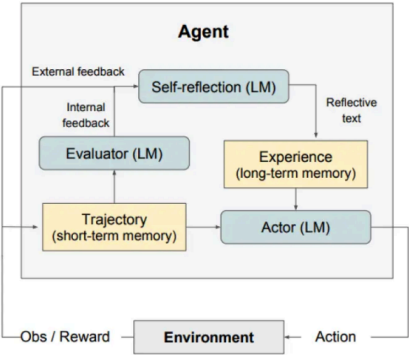 Agent
External feedback
Self-reflection (LM)
Internal
feedback
Reflective
text
Evaluator (LM)
Experience
(long-term memory)
Trajectory
(short-term memory)
Actor (LM)
Obs / Reward
Environment
Action